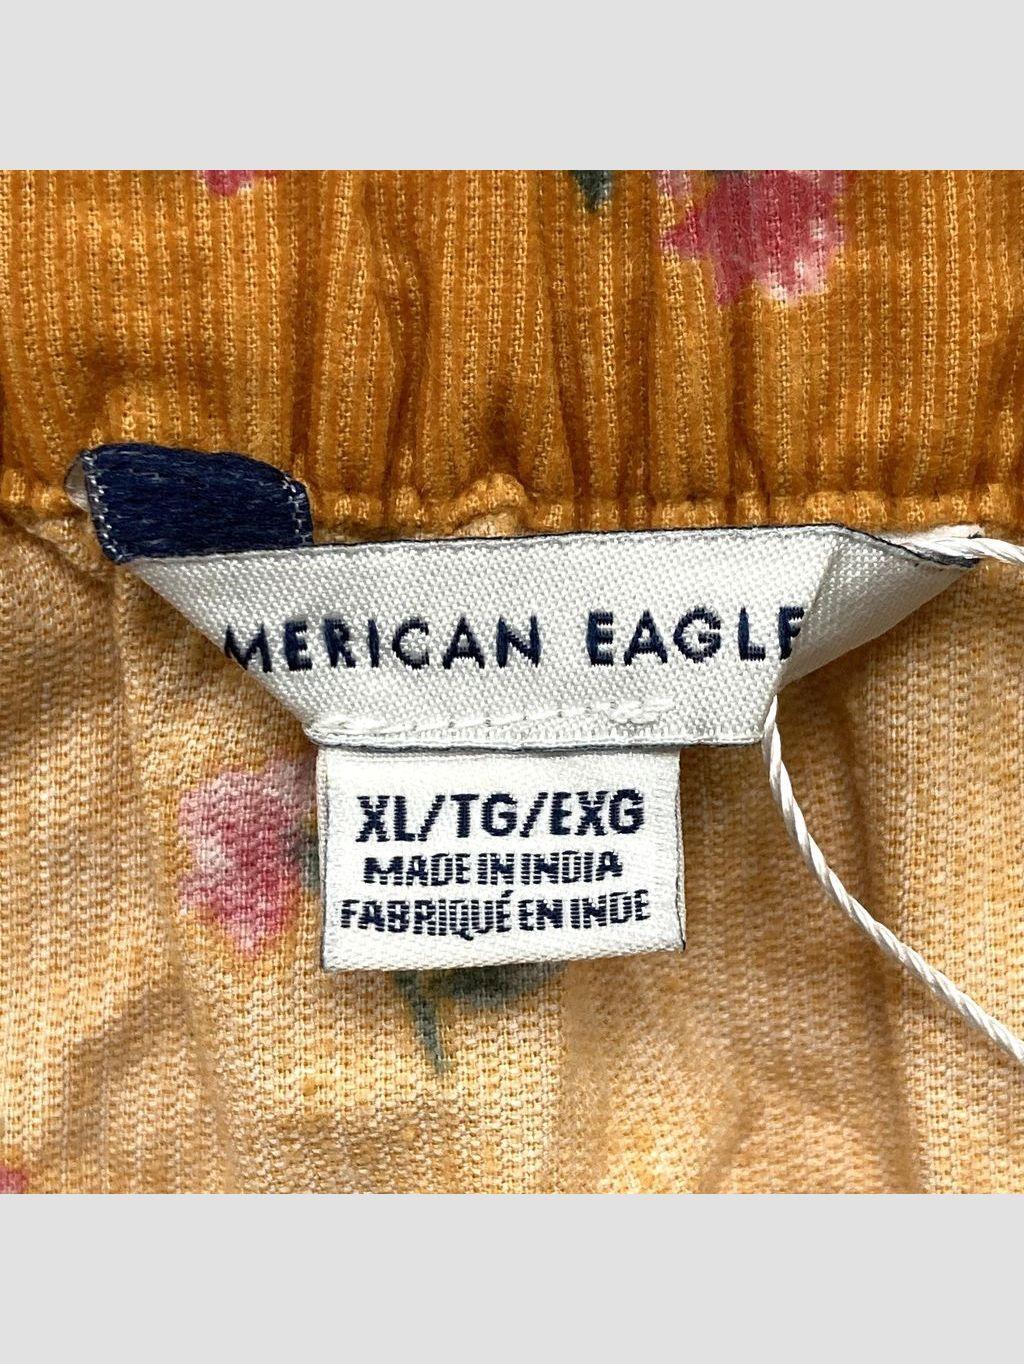 MERICAN EAGLE
XL/TG/EXG
MADE IN INDIA
FABRIQUÉ EN INDE